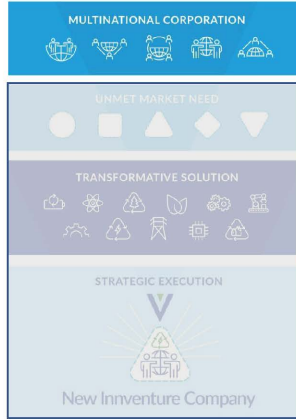 MULTINATIONAL CORPORATION
UNMET MARKET NEED
TRANSFORMATIVE SOLUTION
STRATEGIC EXECUTION
New Innventure Company